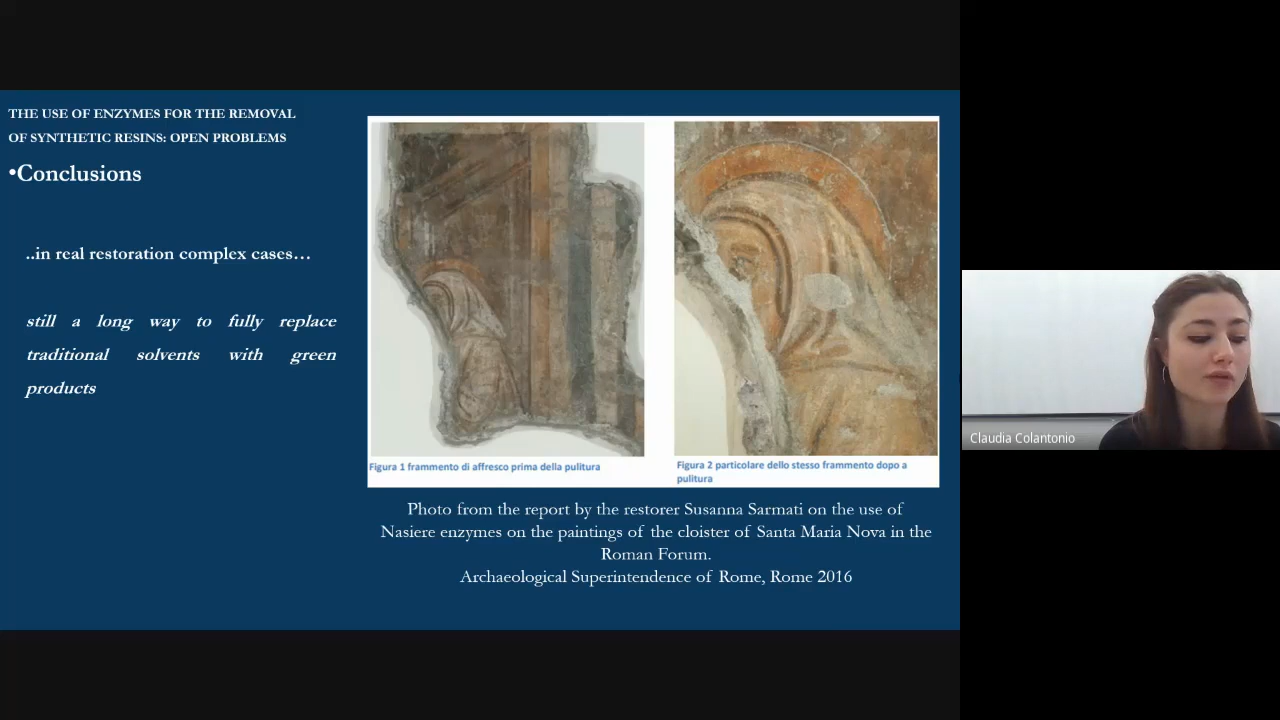 THE USE OF ENZYMES FOR THE REMOVAL
OF SYNTHETIC RESINS: OPEN PROBLEMS
•Conclusions
..in real restoration complex cases…
still a long way to fully replace
traditional solvents with green
products
Figura 1 frammento di affresco prima della pulitura
Figura 2 particolare dello stesso frammento dopo a
pulitura
Photo from the report by the restorer Susanna Sarmati on the use of
Nasiere enzymes on the paintings of the cloister of Santa Maria Nova in the
Roman Forum.
Archaeological Superintendence of Rome, Rome 2016
Claudia Colantonio